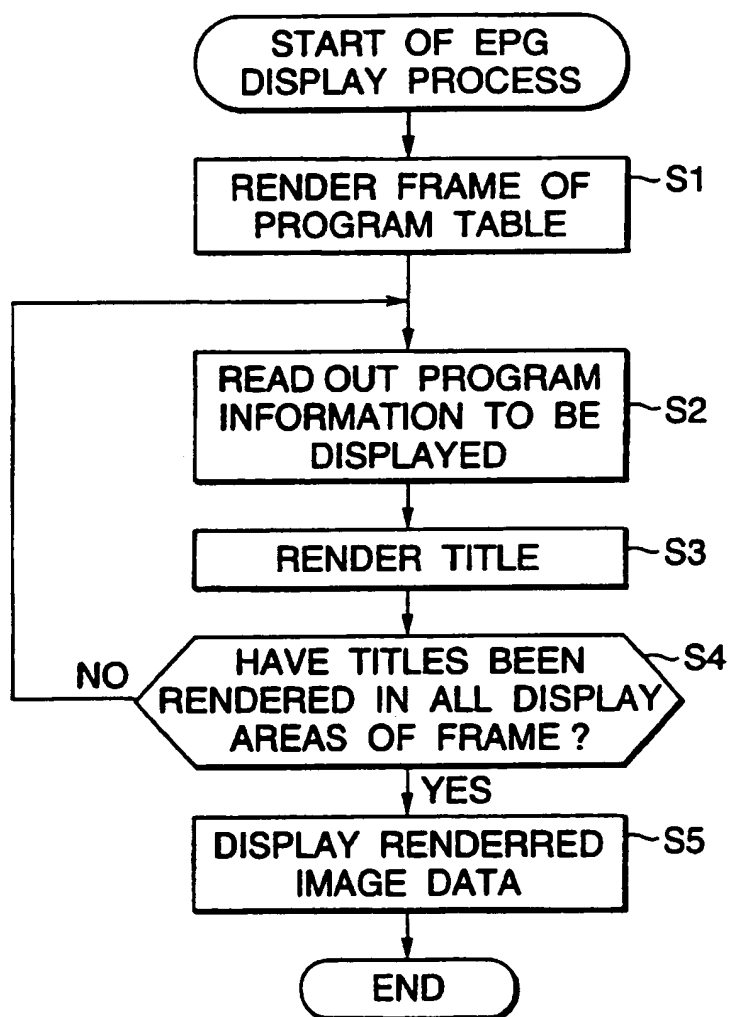 START OF EPG
DISPLAY PROCESS
RENDER FRAME OF
PROGRAM TABLE
S1
READ OUT PROGRAM
INFORMATION TO BE
DISPLAYED
S2
RENDER TITLE
S3
HAVE TITLES BEEN
RENDERED IN ALL DISPLAY
AREAS OF FRAME ?
S4
NO
YES
DISPLAY RENDERRED
IMAGE DATA
S5
END